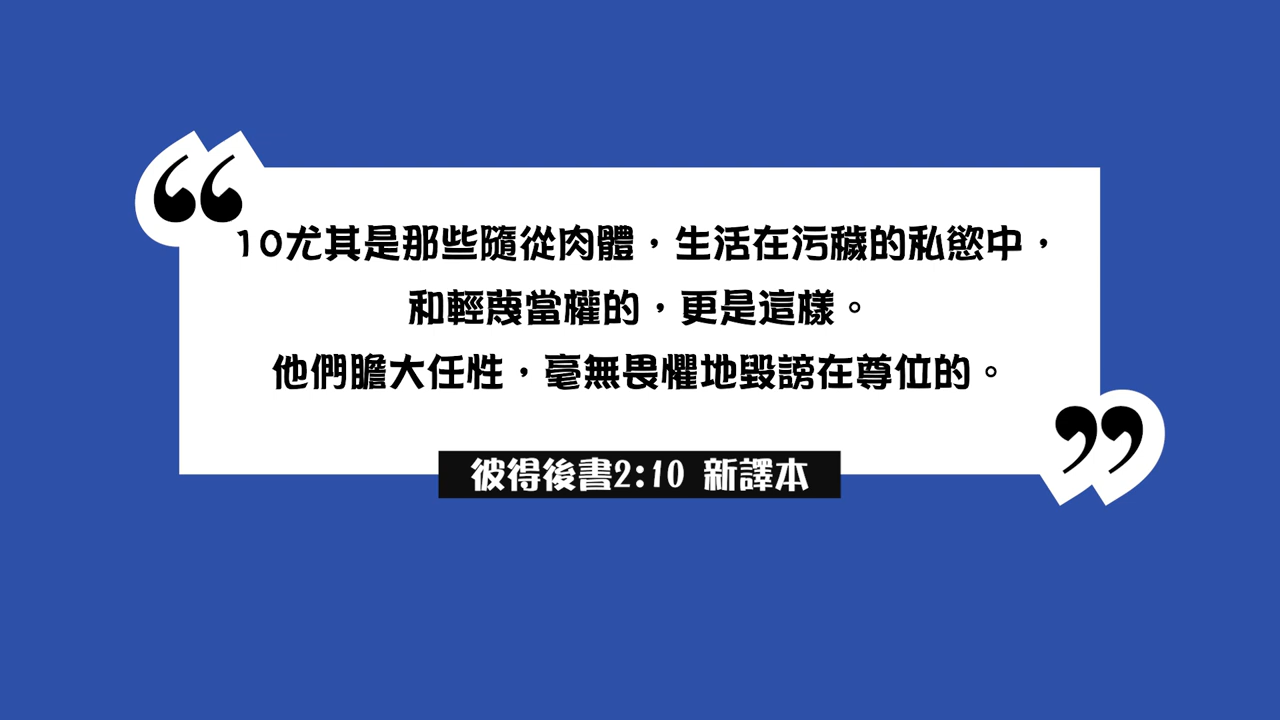 10尤其是那些隨從肉體，生活在污穢的私慾中，
和輕蔑當權的，更是這樣。
他們膽大任性，毫無畏懼地毀謗在尊位的。
彼得後書2:10 新譯本